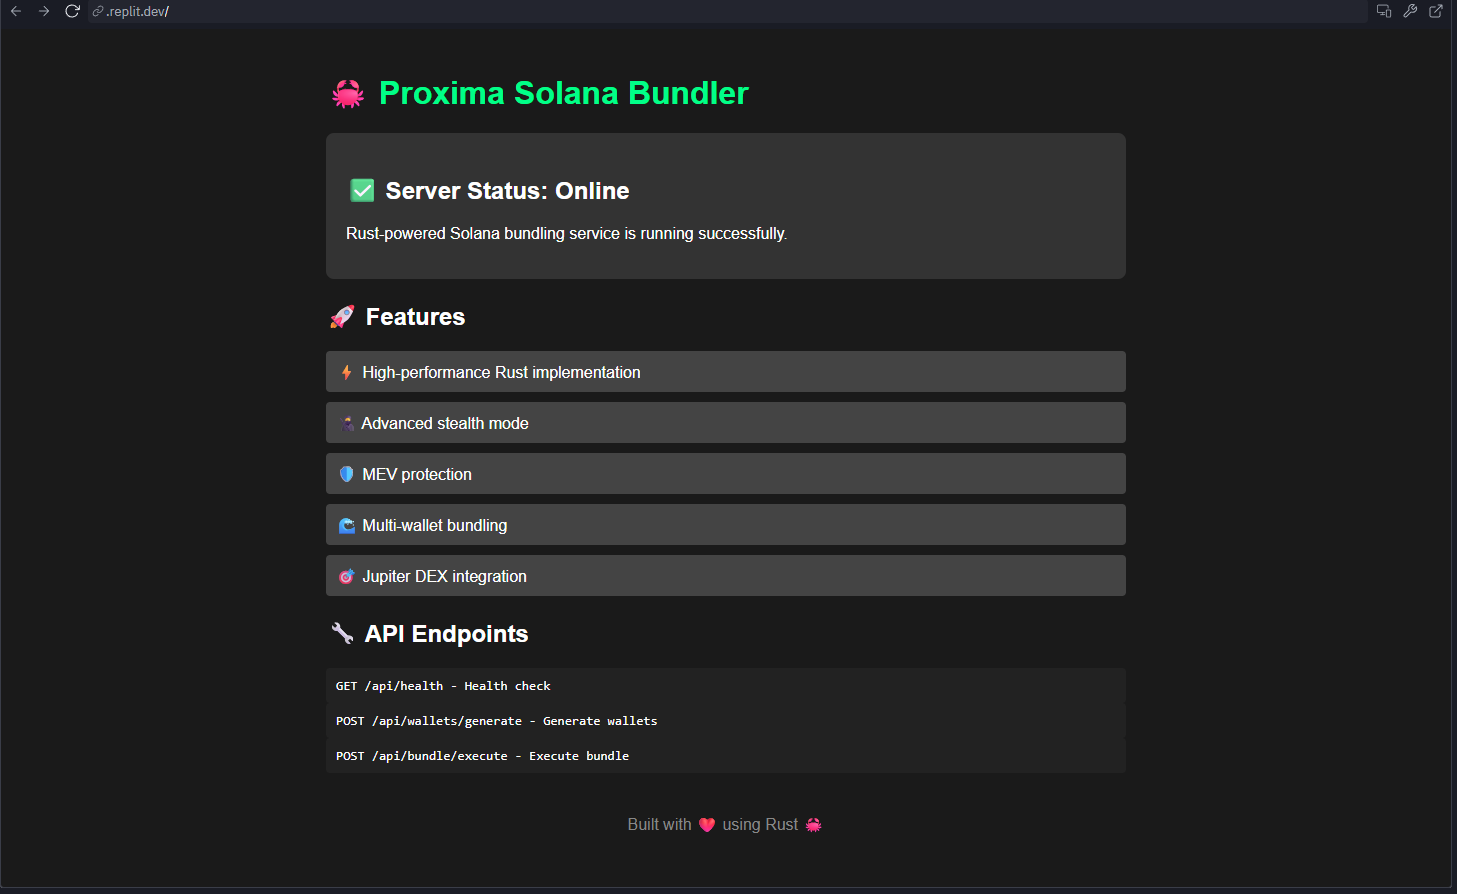 .replit.dev/
🦀 Proxima Solana Bundler
✅ Server Status: Online
Rust-powered Solana bundling service is running successfully.
🚀 Features
⚡ High-performance Rust implementation
🥷 Advanced stealth mode
🛡️ MEV protection
🌊 Multi-wallet bundling
🎯 Jupiter DEX integration
🔧 API Endpoints
GET /api/health - Health check
POST /api/wallets/generate - Generate wallets
POST /api/bundle/execute - Execute bundle
Built with ❤️ using Rust 🦀